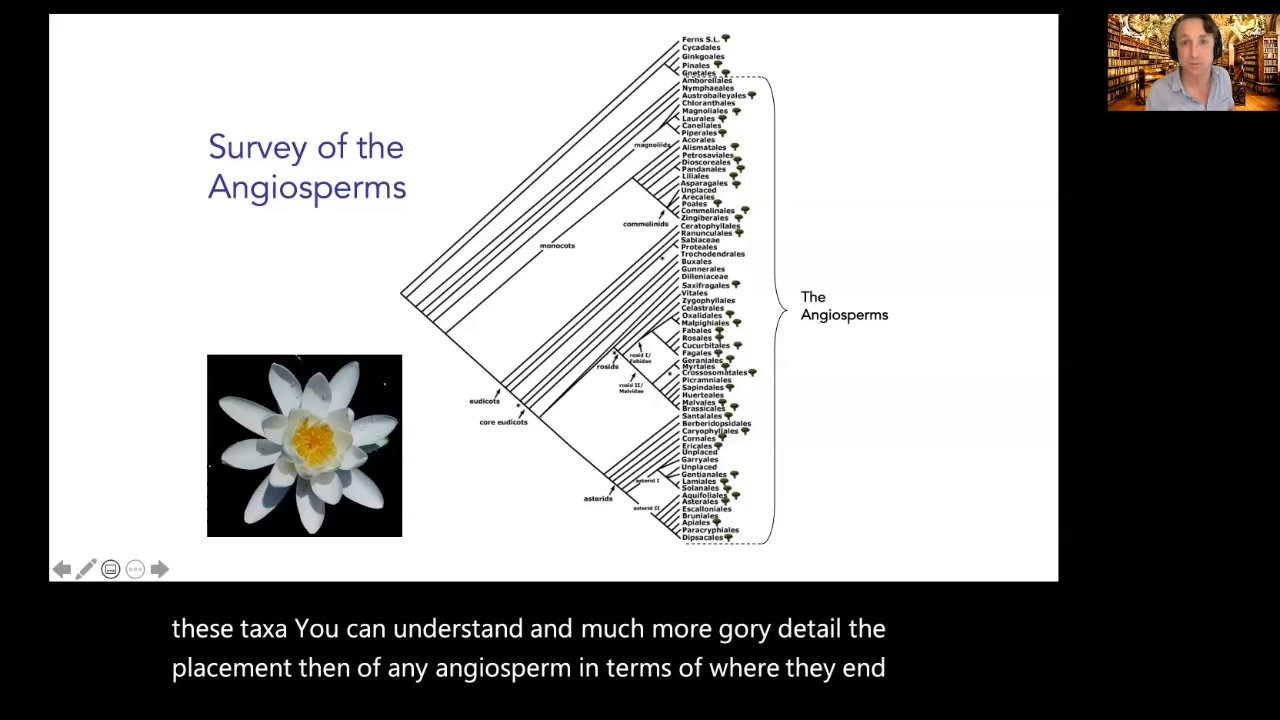 Survey of the
Angiosperms
Ferns S.L.
Cycadales
Ginkgoales
Pinales
Gnetales
Amborellales
Nymphaeales
Austrobaileyales
Chloranthales
Magnoliales
Laurales
Canellales
Piperales
Acorales
Alismatales
Petrosaviales
Dioscoreales
Pandanales
Liliales
Asparagales
Unplaced
Arecales
Poales
Commelinales
Zingiberales
Ceratophyllales
Ranunculales
Sabiaceae
Proteales
Trochodendrales
Buxales
Gunnerales
Dilleniaceae
Saxifragales
Vitales
Zygophyllales
Celastrales
Oxalidales
Malpighiales
Fabales
Rosales
Cucurbitales
Fagales
Geraniales
Myrtales
Crossosomatales
Picramniales
Sapindales
Huerteales
Malvales
Brassicales
Santalales
Berberidopsidales
Caryophyllales
Cornales
Ericales
Unplaced
Garryales
Unplaced
Gentianales
Lamiales
Solanales
Aquifoliales
Asterales
Escalloniales
Bruniales
Apiales
Paracryphiales
Dipsacales
magnoliids
commelinids
monocots
rosid I/
Fabidae
rosids
rosid II/
Malvidae
eudicots
core eudicots
asterid I
asterids
asterid II
The
Angiosperms
these taxa You can understand and much more gory detail the
placement then of any angiosperm in terms of where they end